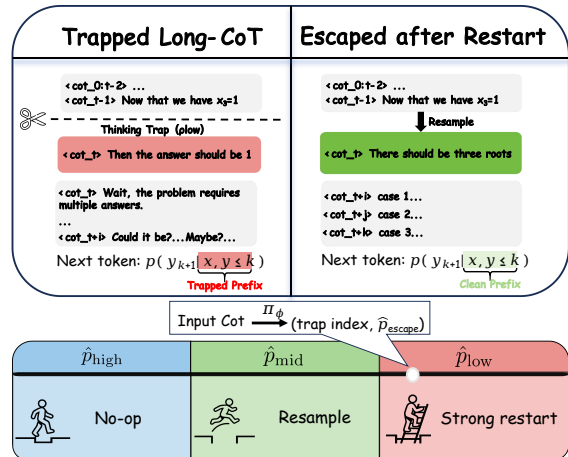 Trapped Long-CoT
<cot_0:t-2> ...
<cot_t-1> Now that we have x₃=1
Thinking Trap (plow)
<cot_t> Then the answer should be 1
<cot_t> Wait, the problem requires
multiple answers.
...
<cot_t+i> Could it be?...Maybe?...
Next token: p( y_{k+1} | x, y ≤ k )
Trapped Prefix
Escaped after Restart
<cot_0:t-2> ...
<cot_t-1> Now that we have x₃=1
Resample
<cot_t> There should be three roots
<cot_t+i> case 1...
<cot_t+j> case 2...
<cot_t+k> case 3...
Next token: p( y_{k+1} | x, y ≤ k )
Clean Prefix
Input Cot Π_ϕ (trap index, p̂_escape)
p̂_high
p̂_mid
p̂_low
No-op
Resample
Strong restart